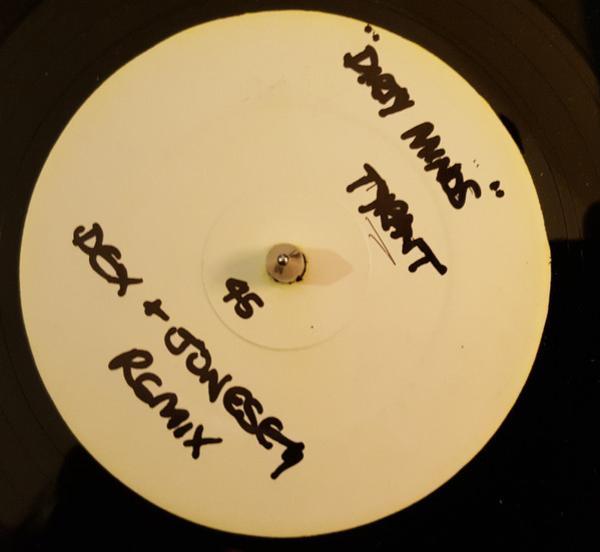 "DIRTY MINDS"
TYRANT
45
DEX + JONESEY
REMIX